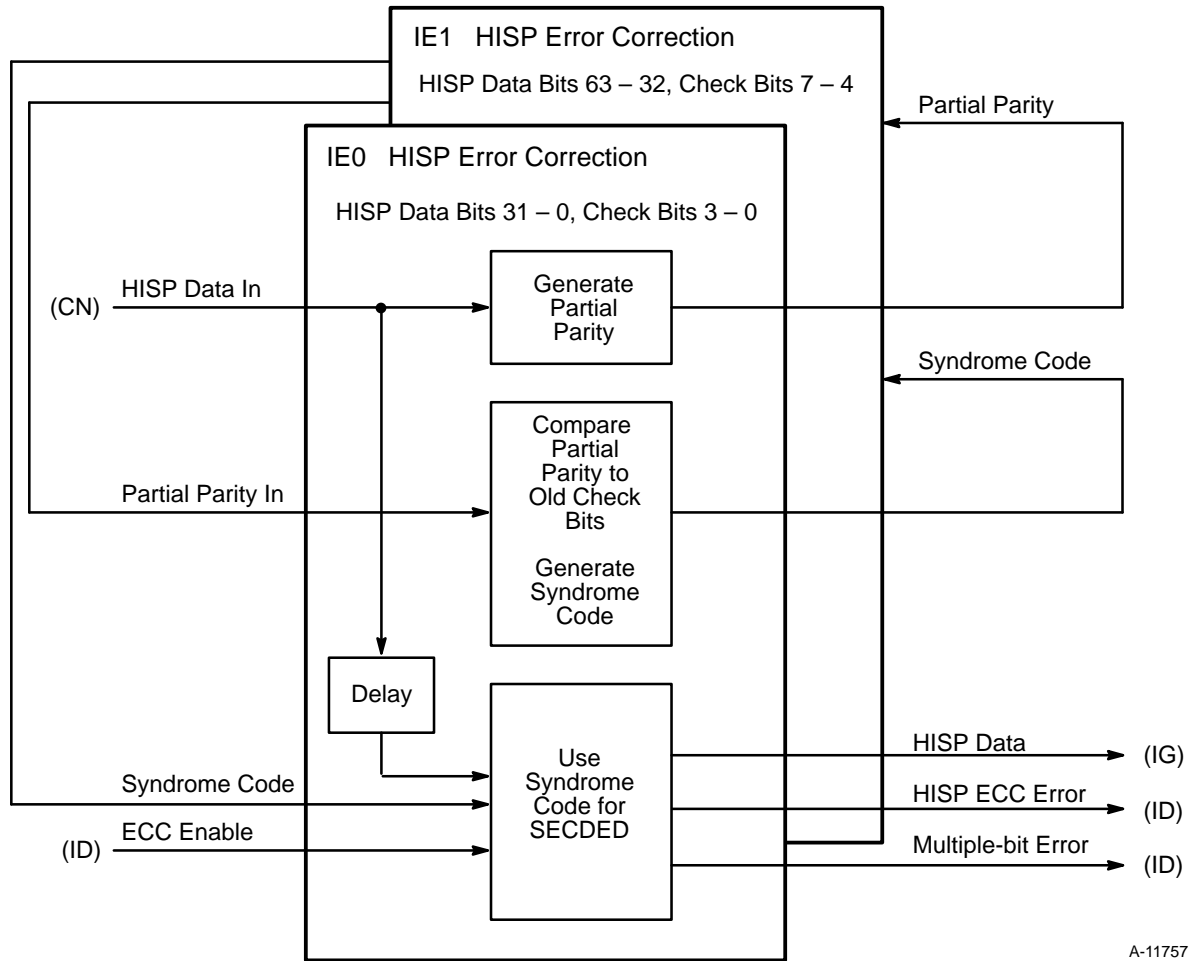 IE1 HISP Error Correction
HISP Data Bits 63 – 32, Check Bits 7 – 4
Partial Parity
IE0 HISP Error Correction
HISP Data Bits 31 – 0, Check Bits 3 – 0
(CN)
HISP Data In
Generate
Partial
Parity
Syndrome Code
Partial Parity In
Compare
Partial
Parity to
Old Check
Bits
Generate
Syndrome
Code
Delay
Use
Syndrome
Code for
SECDED
Syndrome Code
(ID)
ECC Enable
HISP Data
(IG)
HISP ECC Error
(ID)
Multiple-bit Error
(ID)
A-11757